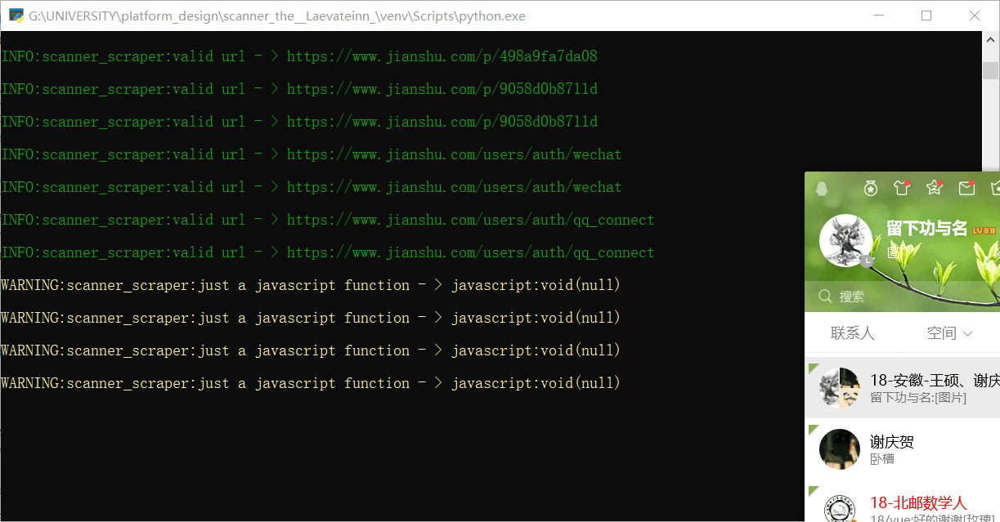 G:\UNIVERSITY\platform_design\scanner_the__Laevateinn_\venv\Scripts\python.exe
INFO:scanner_scraper:valid url - > https://www.jianshu.com/p/498a9fa7da08
INFO:scanner_scraper:valid url - > https://www.jianshu.com/p/9058d0b8711d
INFO:scanner_scraper:valid url - > https://www.jianshu.com/p/9058d0b8711d
INFO:scanner_scraper:valid url - > https://www.jianshu.com/users/auth/wechat
INFO:scanner_scraper:valid url - > https://www.jianshu.com/users/auth/wechat
INFO:scanner_scraper:valid url - > https://www.jianshu.com/users/auth/qq_connect
INFO:scanner_scraper:valid url - > https://www.jianshu.com/users/auth/qq_connect
WARNING:scanner_scraper:just a javascript function - > javascript:void(null)
WARNING:scanner_scraper:just a javascript function - > javascript:void(null)
WARNING:scanner_scraper:just a javascript function - > javascript:void(null)
WARNING:scanner_scraper:just a javascript function - > javascript:void(null)
留下功与名 LV38
搜索
联系人 空间
18-安徽-王硕、谢庆
留下功与名:[图片]
谢庆贺
卧槽
18-北邮数学人
18/yue:好的谢谢[玫瑰]